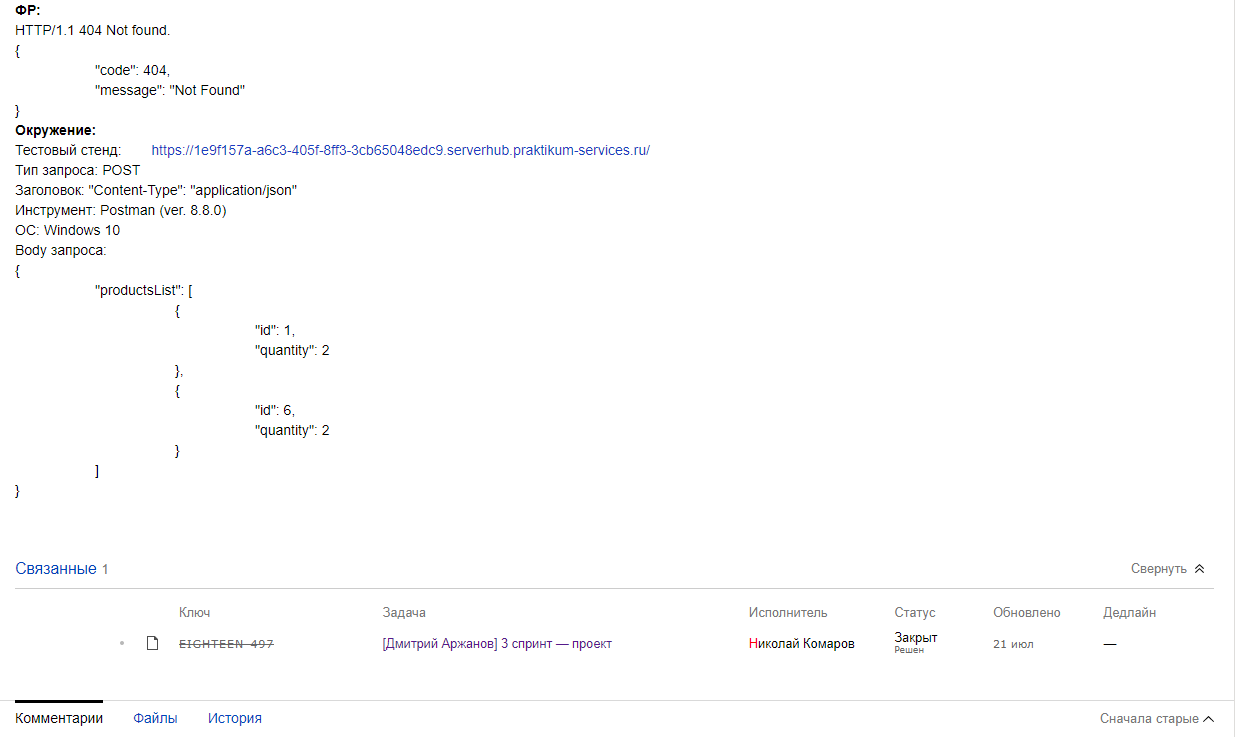 ФР:
HTTP/1.1 404 Not found.
{
"code": 404,
"message": "Not Found"
}
Окружение:
Тестовый стенд: https://1e9f157a-a6c3-405f-8ff3-3cb65048edc9.serverhub.praktikum-services.ru/
Тип запроса: POST
Заголовок: "Content-Type": "application/json"
Инструмент: Postman (ver. 8.8.0)
ОС: Windows 10
Body запроса:
{
"productsList": [
{
"id": 1,
"quantity": 2
},
{
"id": 6,
"quantity": 2
}
]
}
Связанные 1 Свернуть
Ключ Задача Исполнитель Статус Обновлено Дедлайн
EIGHTEEN-497 [Дмитрий Аржанов] 3 спринт — проект Николай Комаров Закрыт 21 июл —
Решен
Комментарии Файлы История Сначала старые